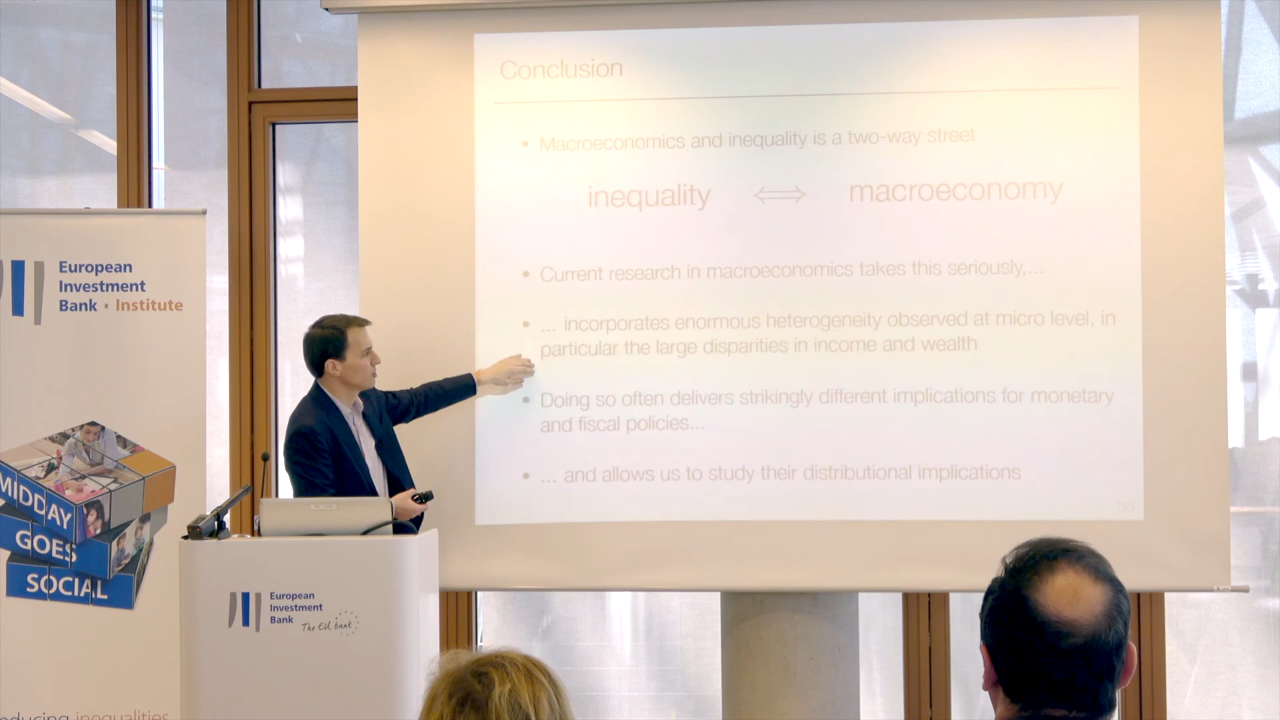 Conclusion
• Macroeconomics and inequality is a two-way street
inequality ⟺ macroeconomy
• Current research in macroeconomics takes this seriously,...
• ... incorporates enormous heterogeneity observed at micro level, in
particular the large disparities in income and wealth
• Doing so often delivers strikingly different implications for monetary
and fiscal policies...
• ... and allows us to study their distributional implications
European
Investment
Bank • Institute
MIDDAY
GOES
SOCIAL
inequalities
European
Investment
Bank
The EU bank